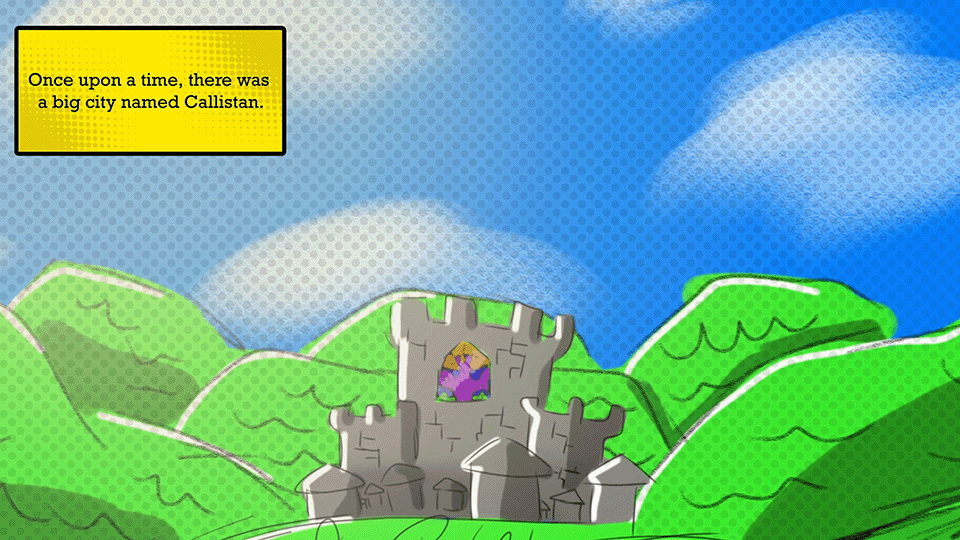 Once upon a time, there was
a big city named Callistan.